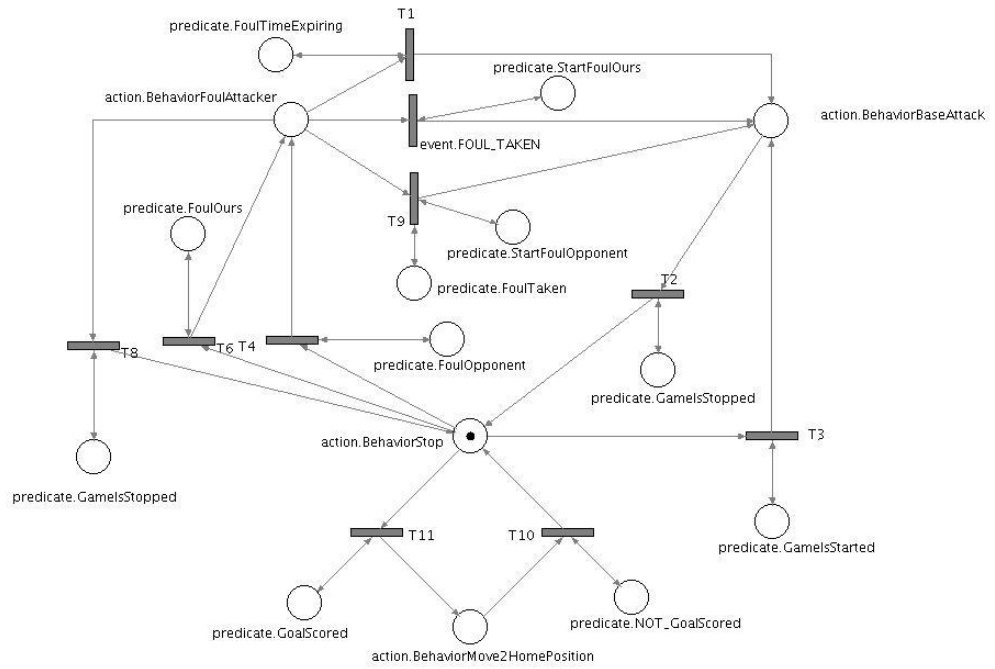 T1
predicate.FoulTimeExpiring
predicate.StartFoulOurs
action.BehaviorFoulAttacker
action.BehaviorBaseAttack
event.FOUL_TAKEN
predicate.FoulOurs
T9
predicate.StartFoulOpponent
T2
predicate.FoulTaken
T8
T6
T4
predicate.FoulOpponent
predicate.GameIsStopped
action.BehaviorStop
T3
predicate.GameIsStopped
T11
T10
predicate.GameIsStarted
predicate.GoalScored
predicate.NOT_GoalScored
action.BehaviorMove2HomePosition